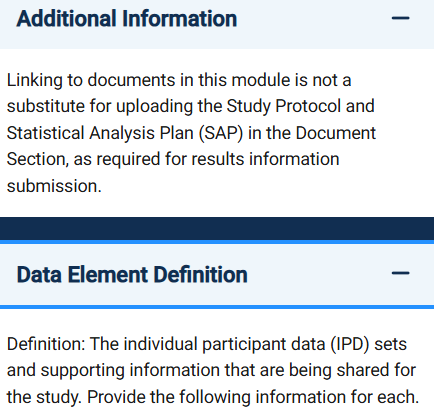 Additional Information
Linking to documents in this module is not a
substitute for uploading the Study Protocol and
Statistical Analysis Plan (SAP) in the Document
Section, as required for results information
submission.
Data Element Definition
Definition: The individual participant data (IPD) sets
and supporting information that are being shared for
the study. Provide the following information for each.